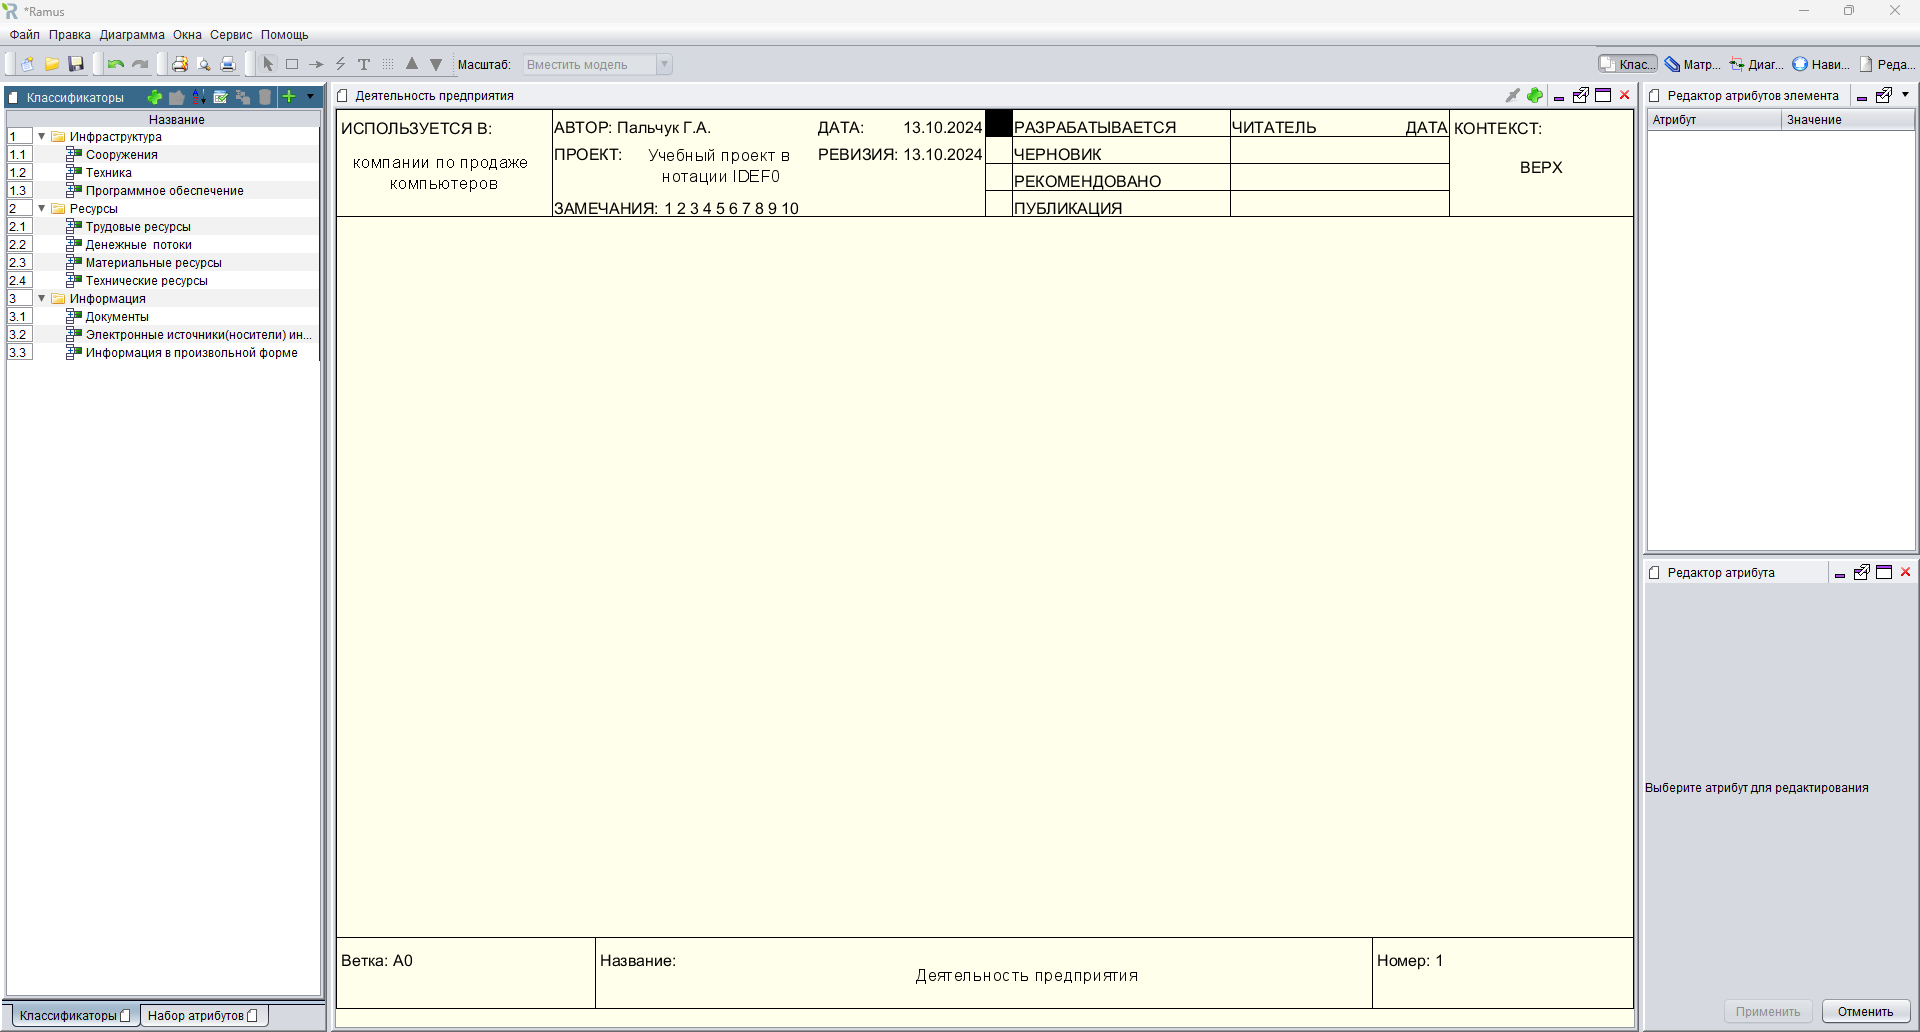 *Ramus
Файл Правка Диаграмма Окна Сервис Помощь
Масштаб: Вместить модель
Клас... Матр... Диаг... Нави... Реда...
Классификаторы
Название
1 Инфраструктура
1.1 Сооружения
1.2 Техника
1.3 Программное обеспечение
2 Ресурсы
2.1 Трудовые ресурсы
2.2 Денежные потоки
2.3 Материальные ресурсы
2.4 Технические ресурсы
3 Информация
3.1 Документы
3.2 Электронные источники(носители) ин...
3.3 Информация в произвольной форме
Классификаторы Набор атрибутов
Деятельность предприятия
ИСПОЛЬЗУЕТСЯ В:
компании по продаже
компьютеров
АВТОР: Пальчук Г.А. ДАТА: 13.10.2024
ПРОЕКТ: Учебный проект в
нотации IDEF0
РЕВИЗИЯ: 13.10.2024
ЗАМЕЧАНИЯ: 1 2 3 4 5 6 7 8 9 10
РАЗРАБАТЫВАЕТСЯ
ЧЕРНОВИК
РЕКОМЕНДОВАНО
ПУБЛИКАЦИЯ
ЧИТАТЕЛЬ ДАТА
КОНТЕКСТ:
ВЕРХ
Ветка: A0
Название:
Деятельность предприятия
Номер: 1
Редактор атрибутов элемента
Атрибут Значение
Редактор атрибута
Выберите атрибут для редактирования
Применить Отменить